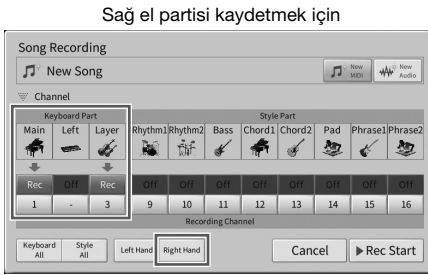 Sağ el partisi kaydetmek için
Song Recording
New Song
New MIDI
New Audio
Channel
Keyboard Part Style Part
Main Left Layer Rhythm1 Rhythm2 Bass Chord1 Chord2 Pad Phrase1 Phrase2
Rec Off Rec Off Off Off Off Off Off Off Off
1 - 3 9 10 11 12 13 14 15 16
Recording Channel
Keyboard All Style All Left Hand Right Hand Cancel Rec Start